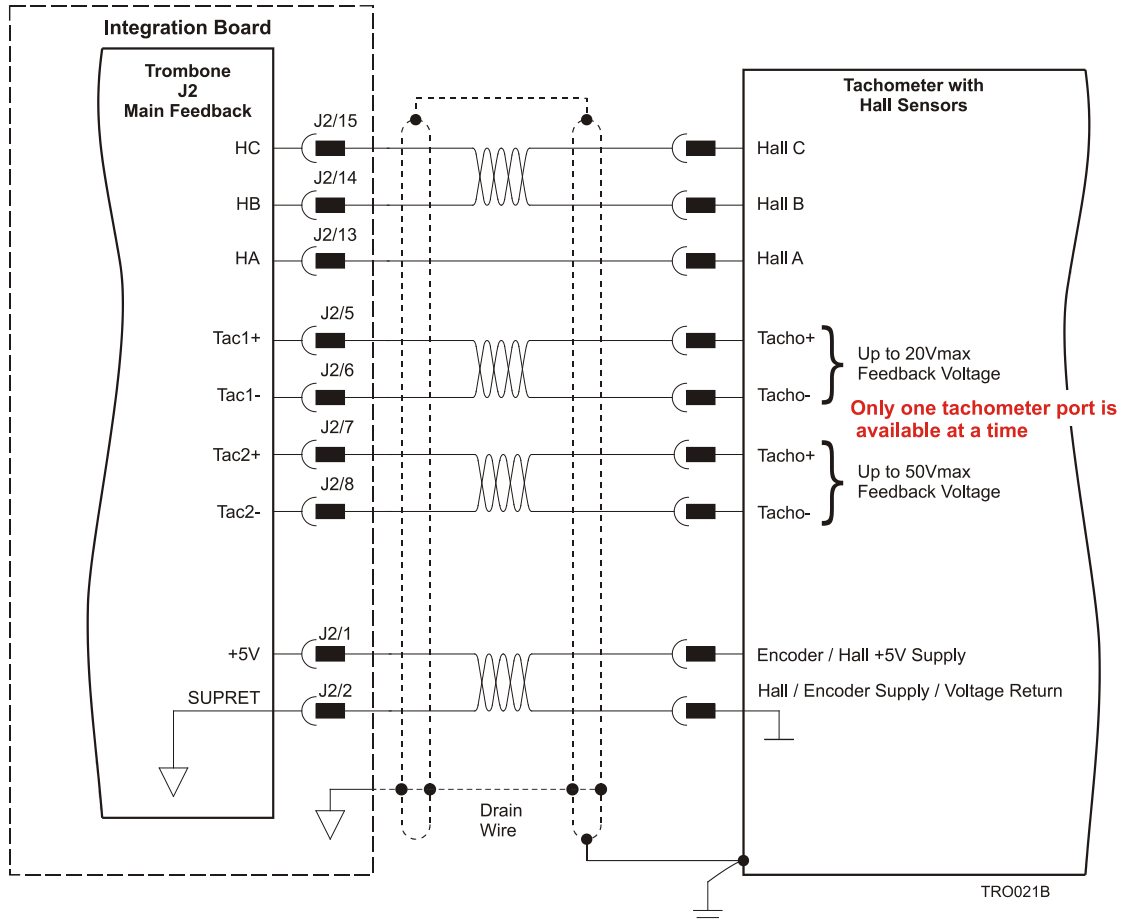 Integration Board
Trombone
J2
Main Feedback
Tachometer with
Hall Sensors
HC
J2/15
Hall C
HB
J2/14
Hall B
HA
J2/13
Hall A
Tac1+
J2/5
Tacho+
Tac1-
J2/6
Tacho-
Up to 20Vmax
Feedback Voltage
Only one tachometer port is
available at a time
Tac2+
J2/7
Tacho+
Tac2-
J2/8
Tacho-
Up to 50Vmax
Feedback Voltage
+5V
J2/1
Encoder / Hall +5V Supply
SUPRET
J2/2
Hall / Encoder Supply / Voltage Return
Drain
Wire
TRO021B